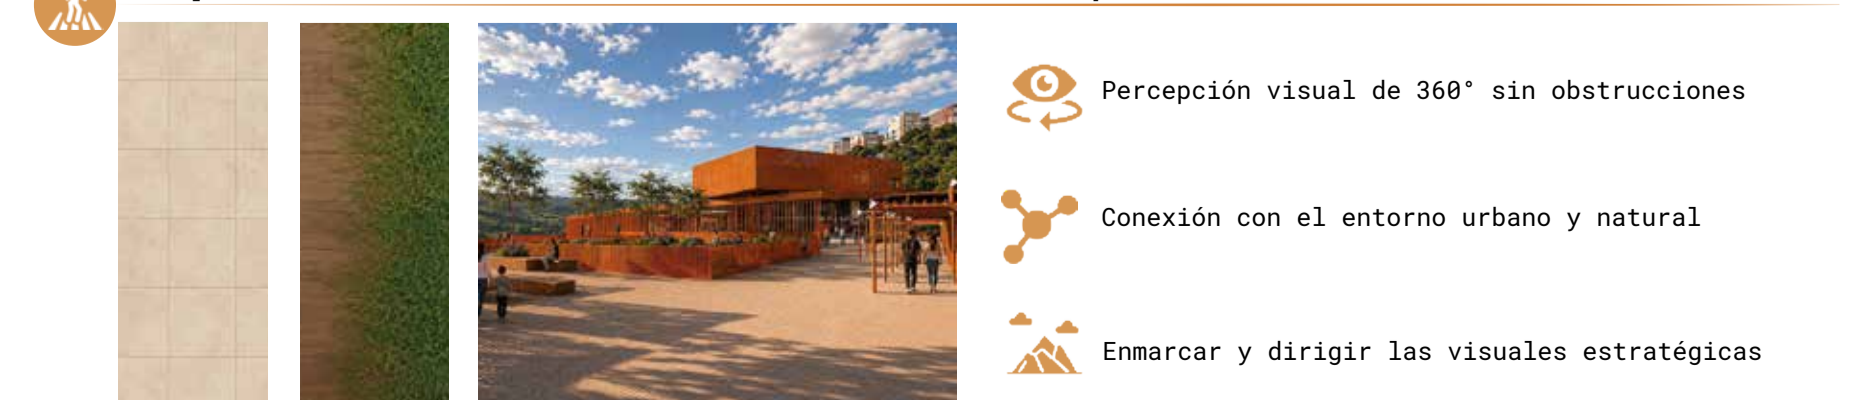 Percepción visual de 360° sin obstrucciones
Conexión con el entorno urbano y natural
Enmarcar y dirigir las visuales estratégicas